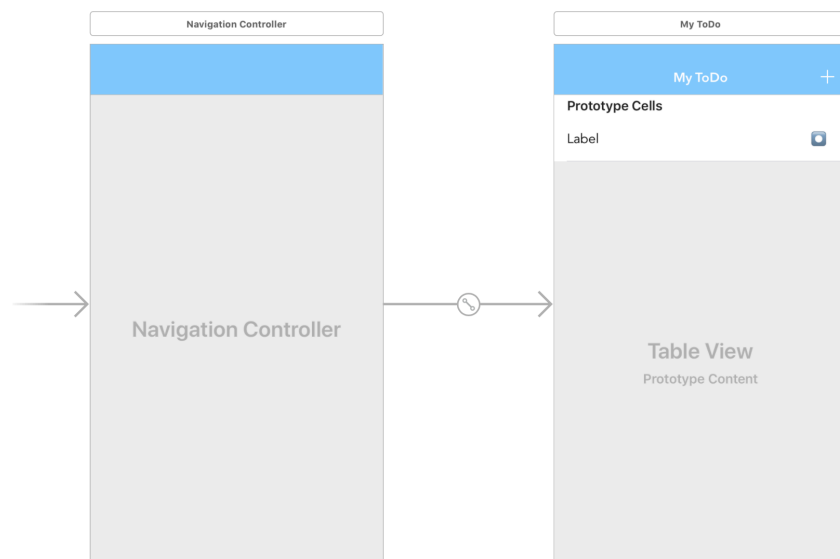 Navigation Controller
My ToDo
My ToDo
+
Prototype Cells
Label
Navigation Controller
Table View
Prototype Content